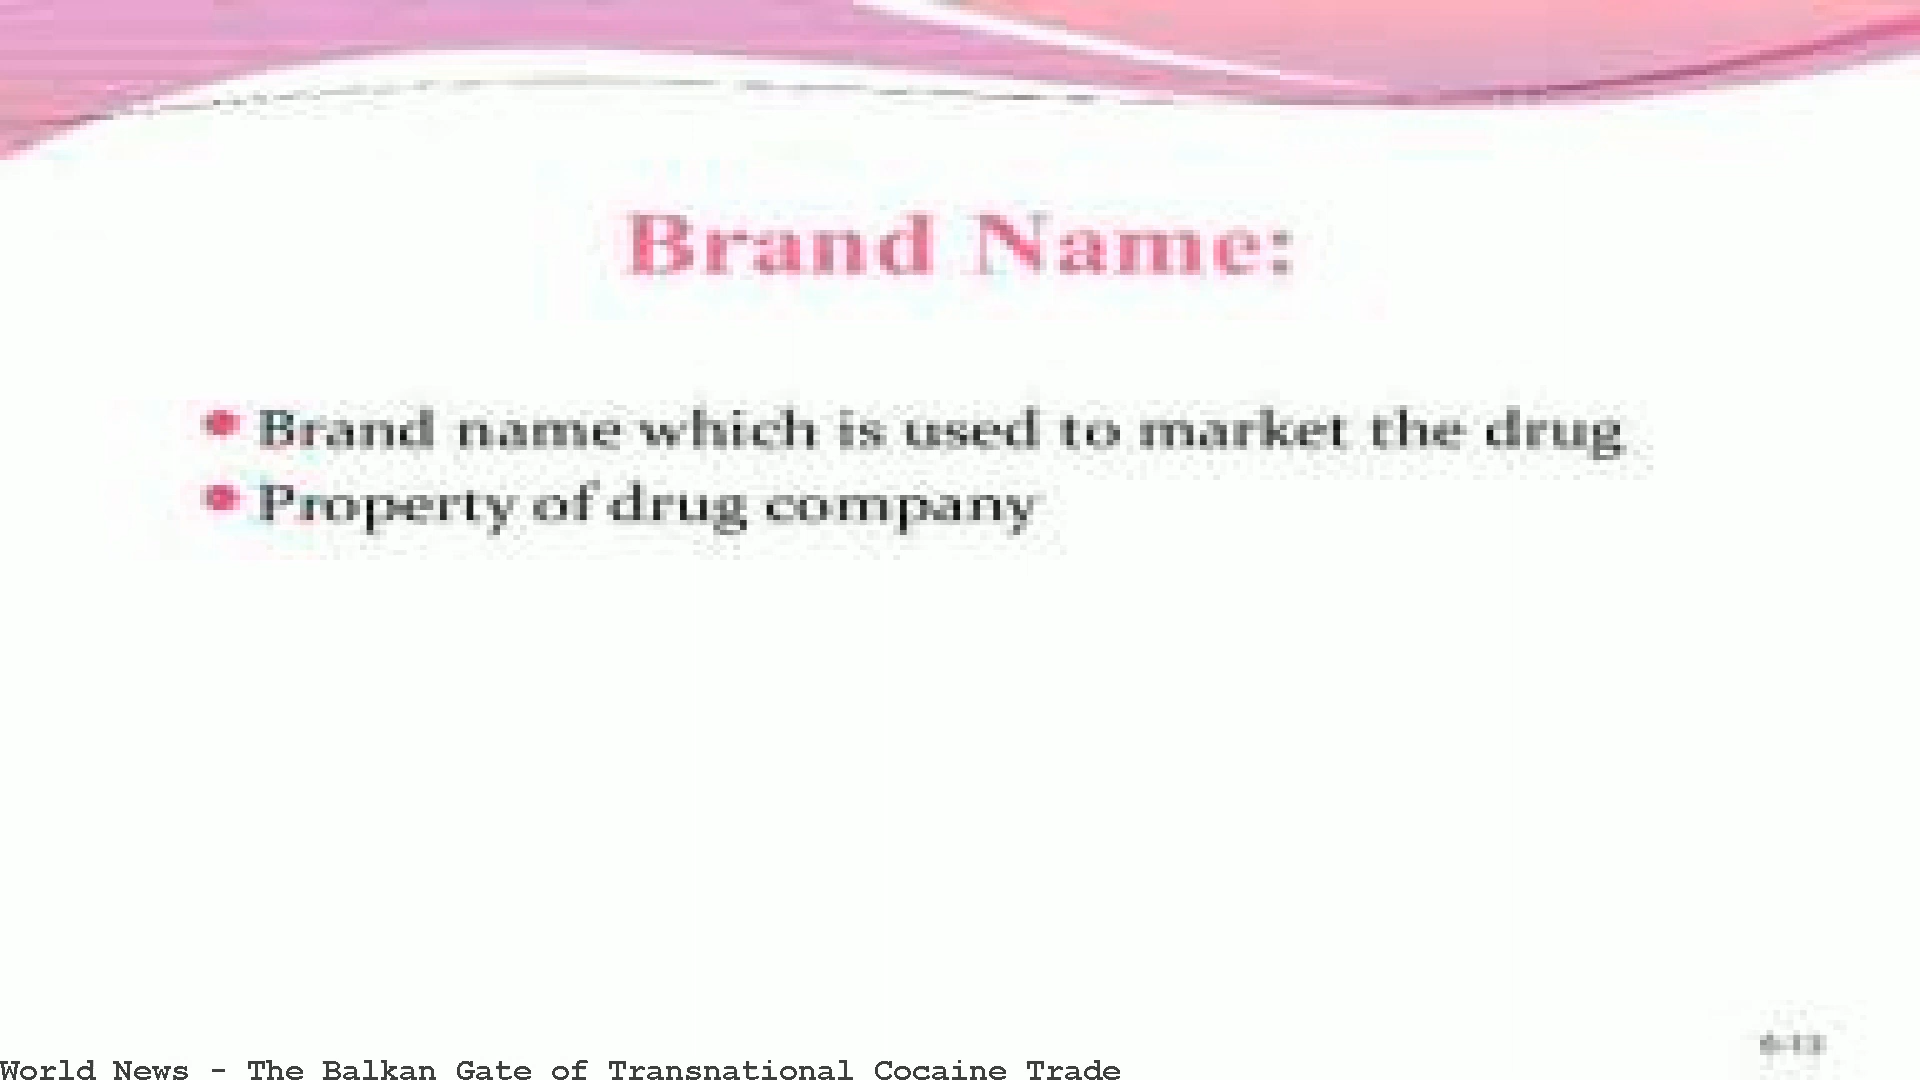 Brand Name:
Brand name which is used to market the drug
Property of drug company
World News - The Balkan Gate of Transnational Cocaine Trade